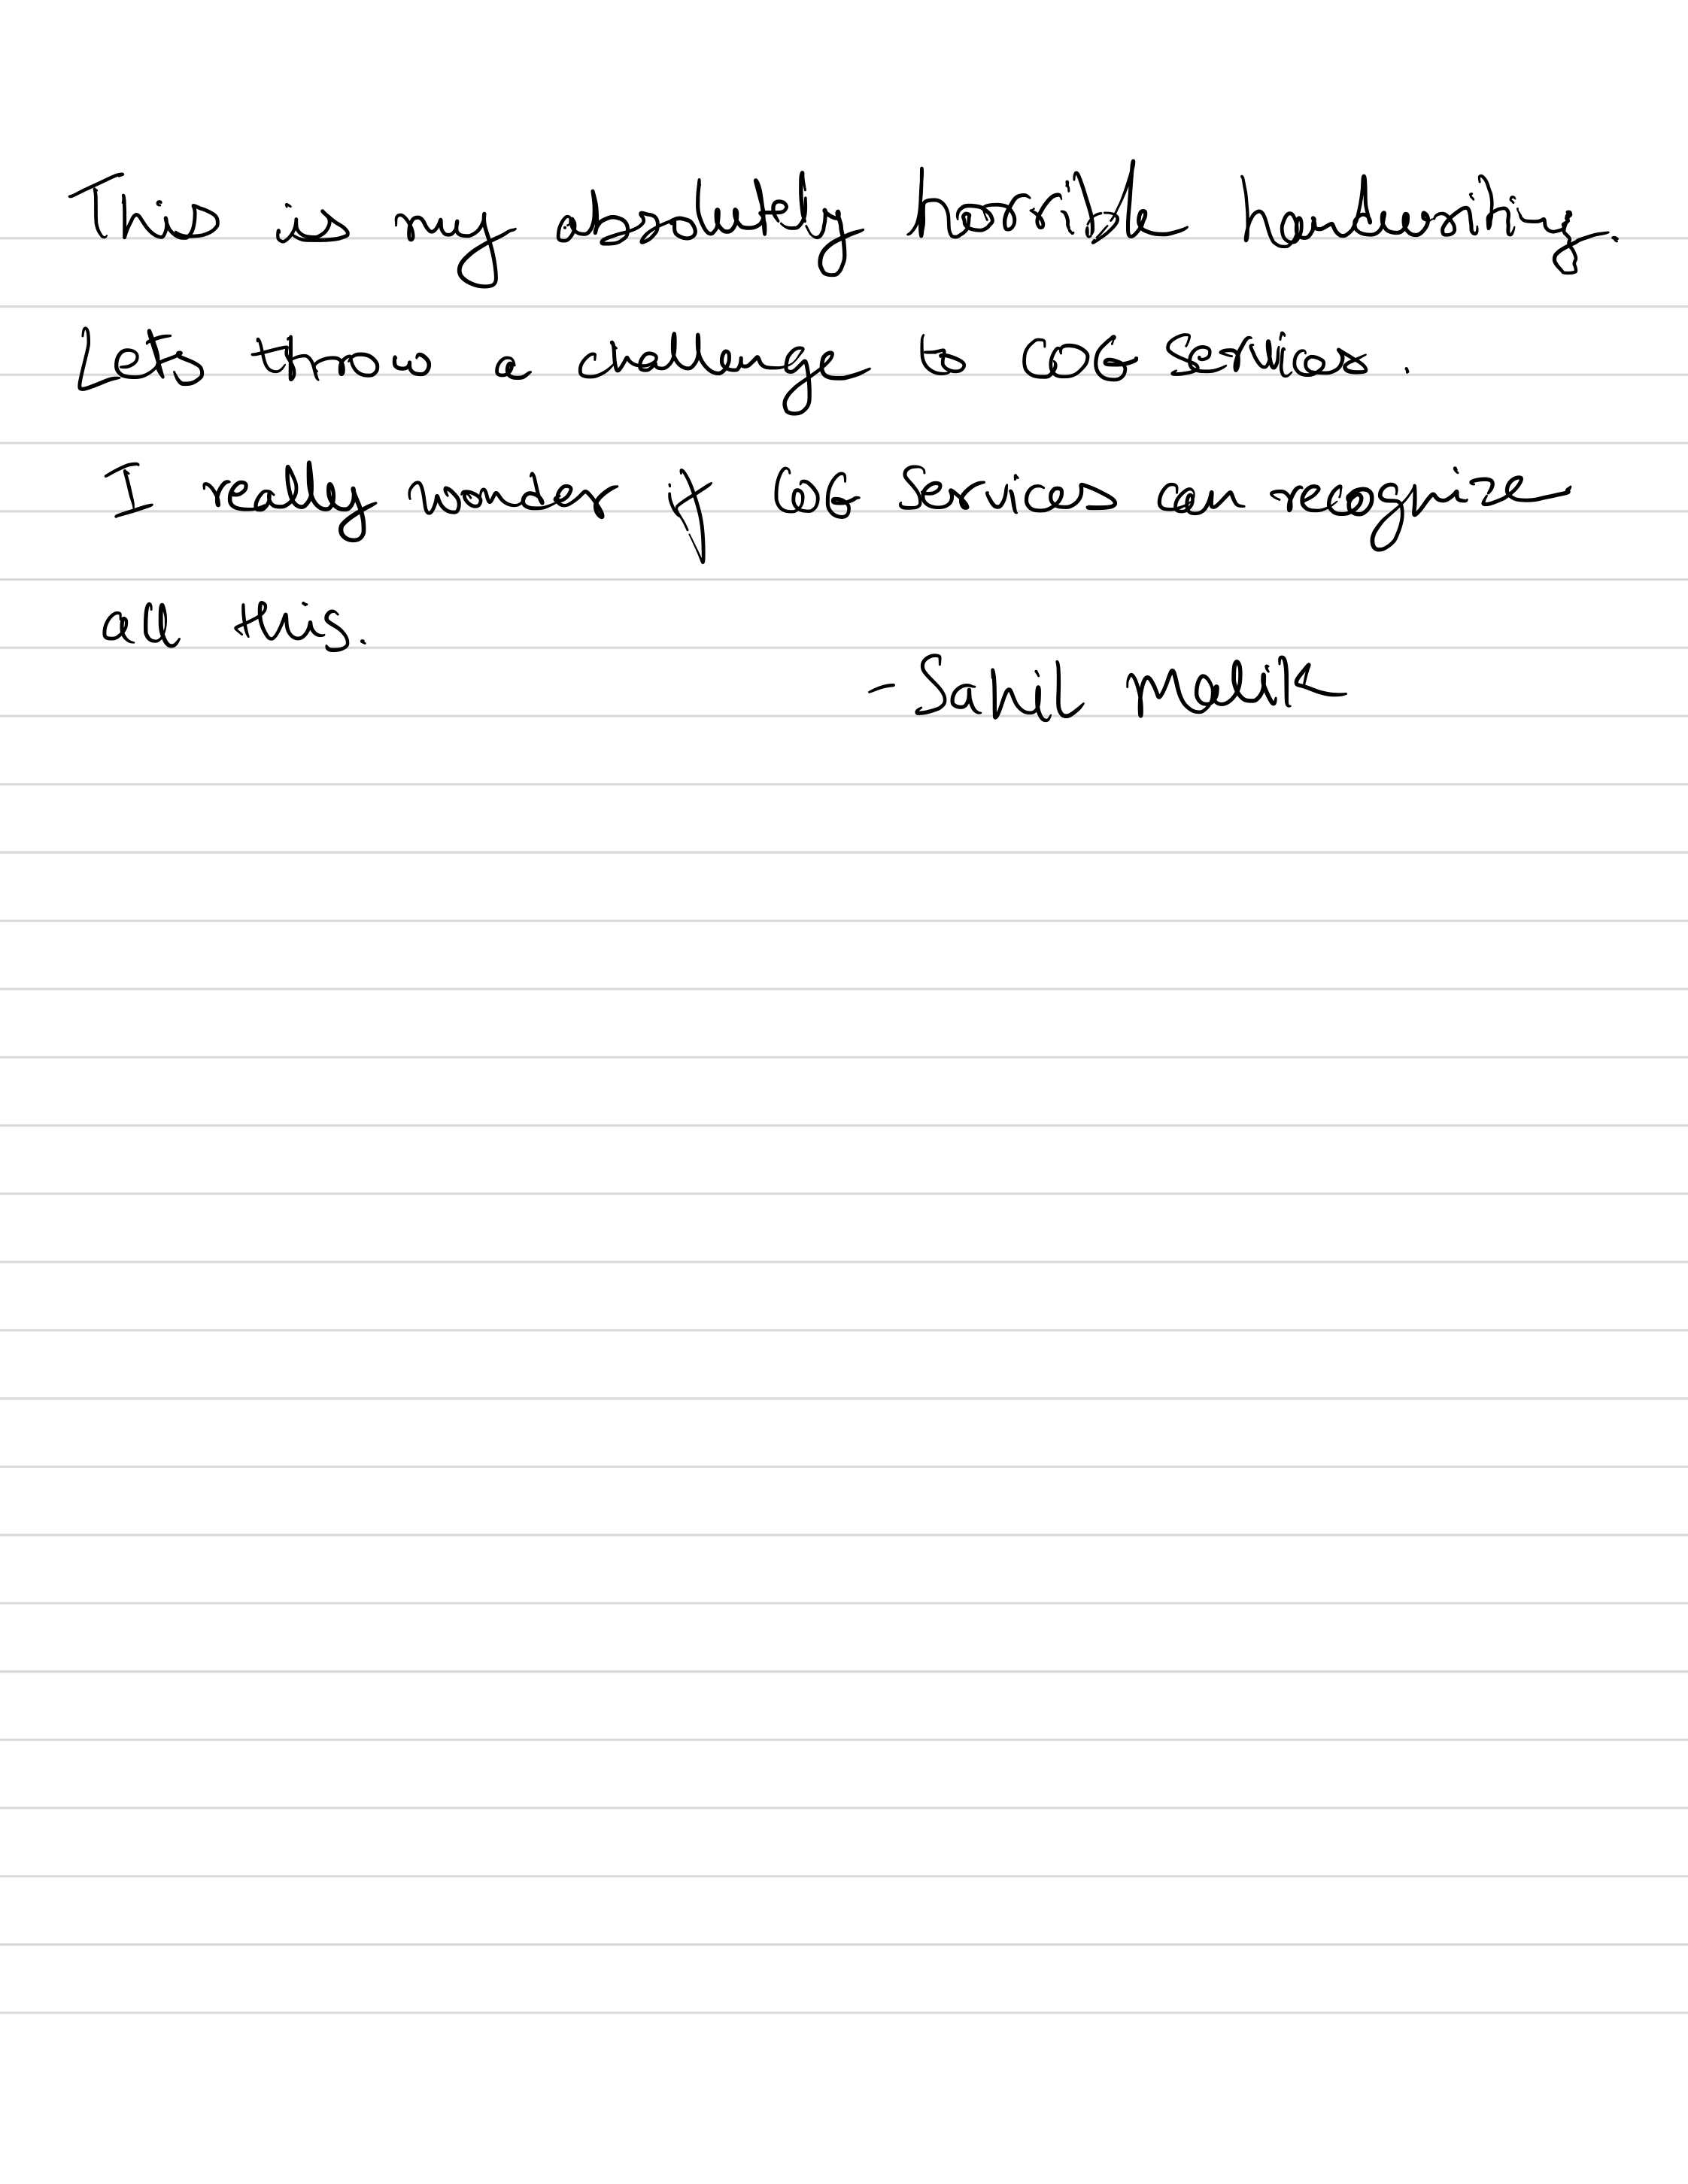 This is my absolutely horrible handwriting.
Lets throw a challenge to COG Services.
I really wonder if COG Services can recognize
all this.
- Sahil Malik